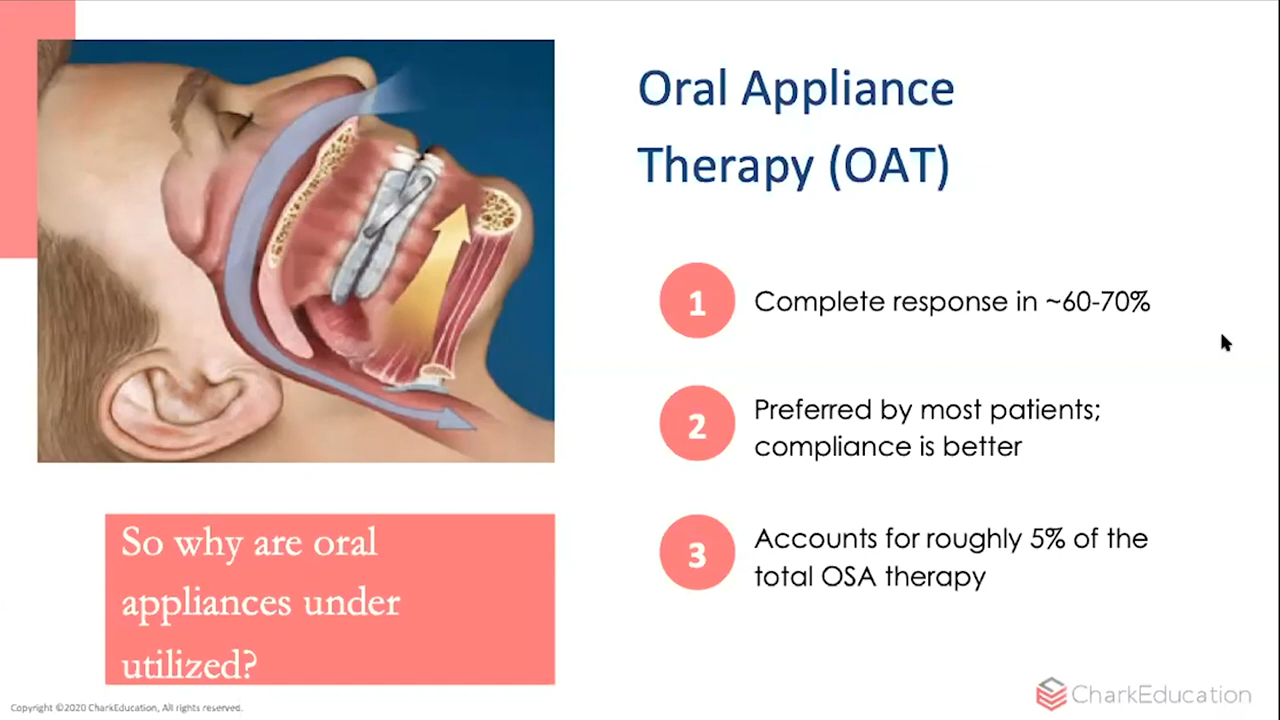 Oral Appliance
Therapy (OAT)
1
Complete response in ~60-70%
2
Preferred by most patients;
compliance is better
3
Accounts for roughly 5% of the
total OSA therapy
So why are oral
appliances under
utilized?
Copyright ©2020 CharkEducation, All rights reserved.
CharkEducation